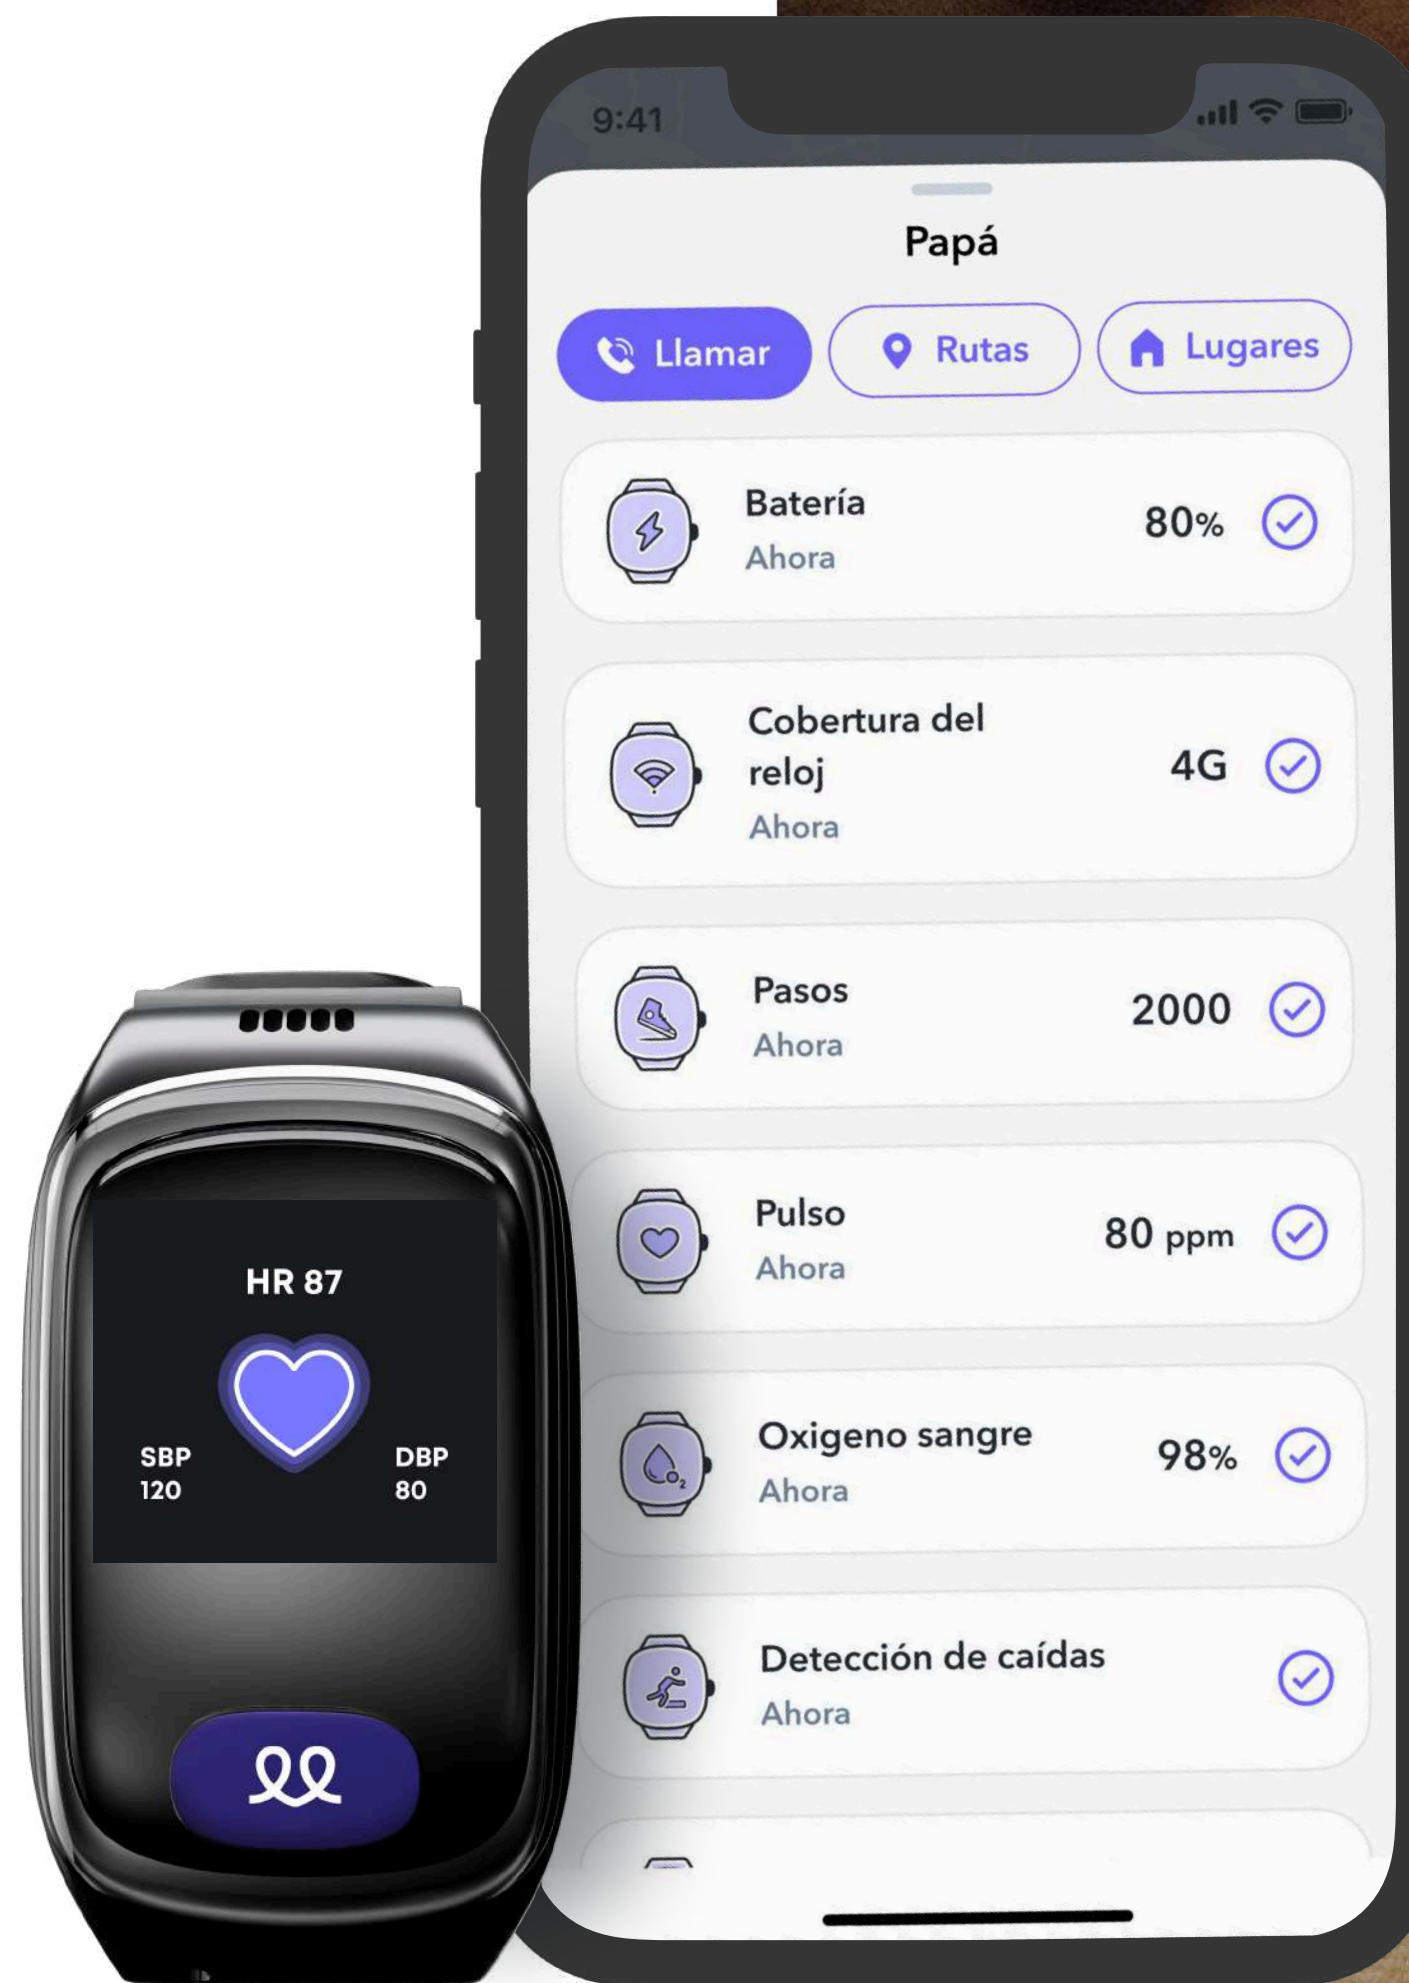 9:41
Papá
Llamar
Rutas
Lugares
Batería
Ahora
80%
Cobertura del
reloj
Ahora
4G
Pasos
Ahora
2000
Pulso
Ahora
80 ppm
Oxigeno sangre
Ahora
98%
Detección de caídas
Ahora
HR 87
SBP
120
DBP
80